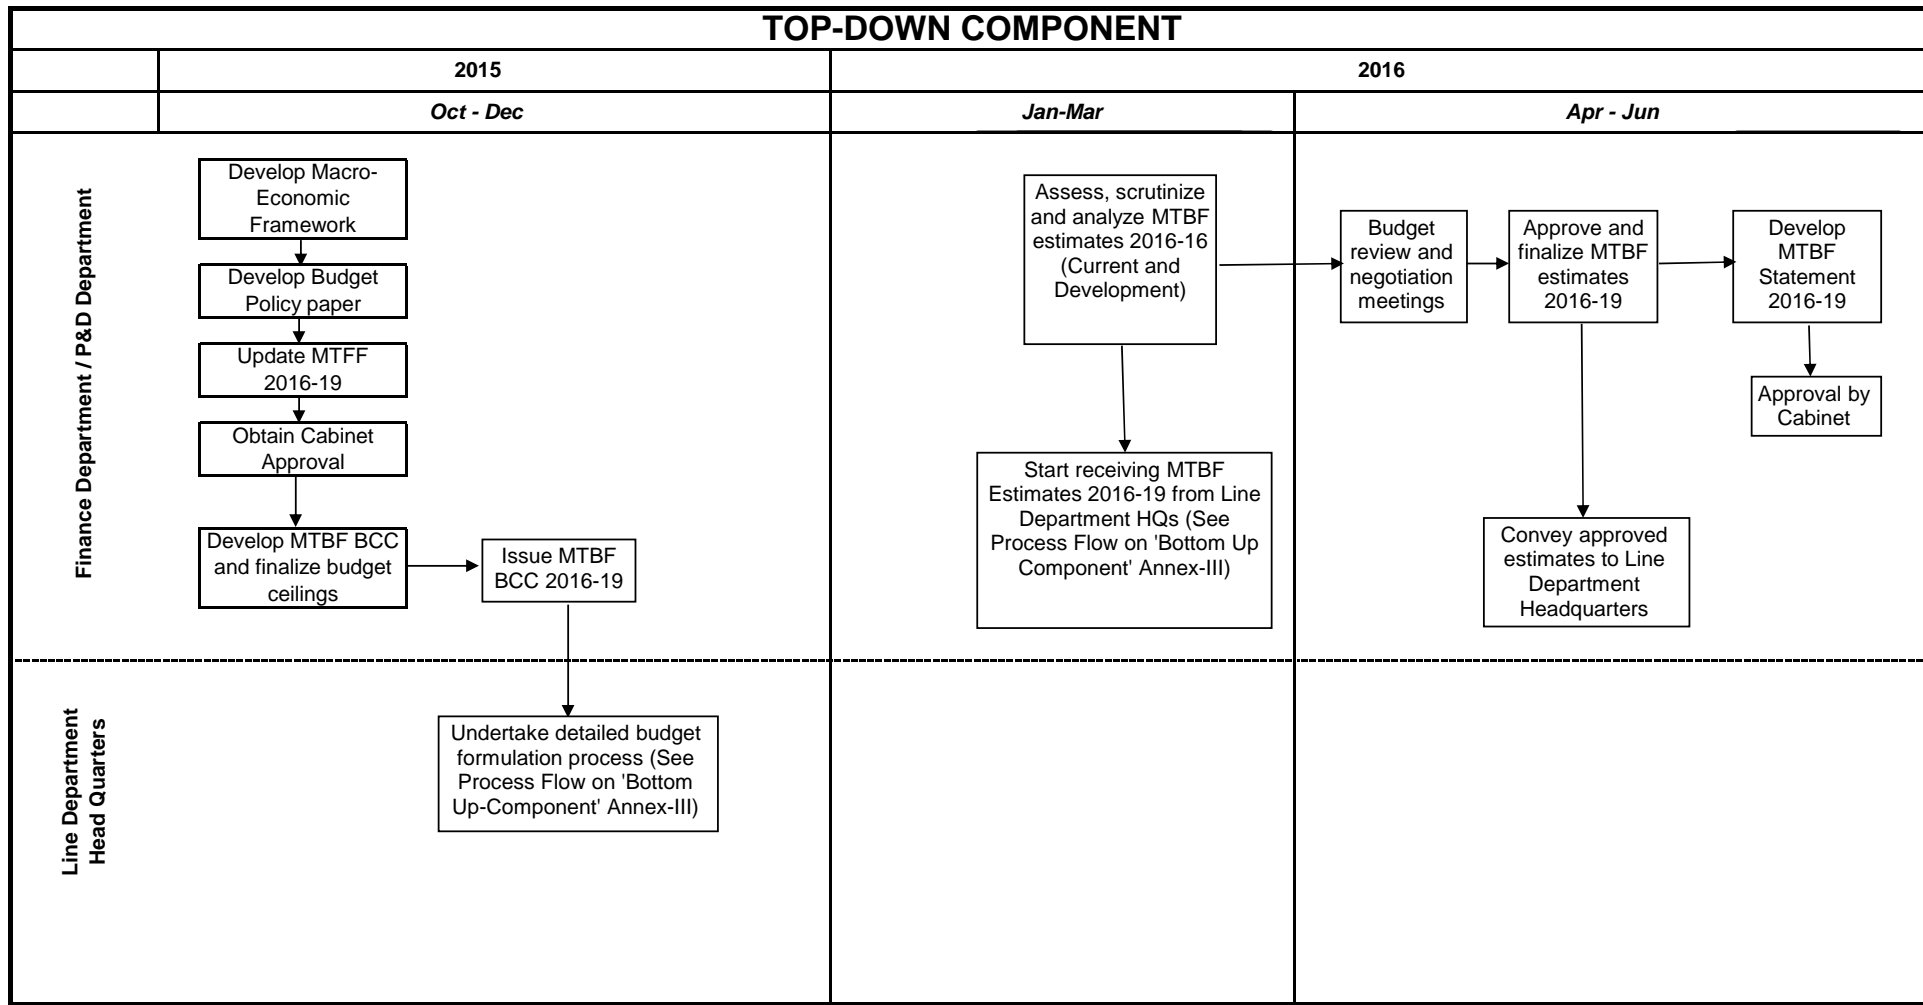 TOP-DOWN COMPONENT
2015
2016
Oct - Dec
Jan-Mar
Apr - Jun
Finance Department / P&D Department
Develop Macro-
Economic
Framework
Develop Budget
Policy paper
Update MTFF
2016-19
Obtain Cabinet
Approval
Develop MTBF BCC
and finalize budget
ceilings
Issue MTBF
BCC 2016-19
Assess, scrutinize
and analyze MTBF
estimates 2016-16
(Current and
Development)
Start receiving MTBF
Estimates 2016-19 from Line
Department HQs (See
Process Flow on 'Bottom Up
Component' Annex-III)
Budget
review and
negotiation
meetings
Approve and
finalize MTBF
estimates
2016-19
Develop
MTBF
Statement
2016-19
Approval by
Cabinet
Convey approved
estimates to Line
Department
Headquarters
Line Department
Head Quarters
Undertake detailed budget
formulation process (See
Process Flow on 'Bottom
Up-Component' Annex-III)